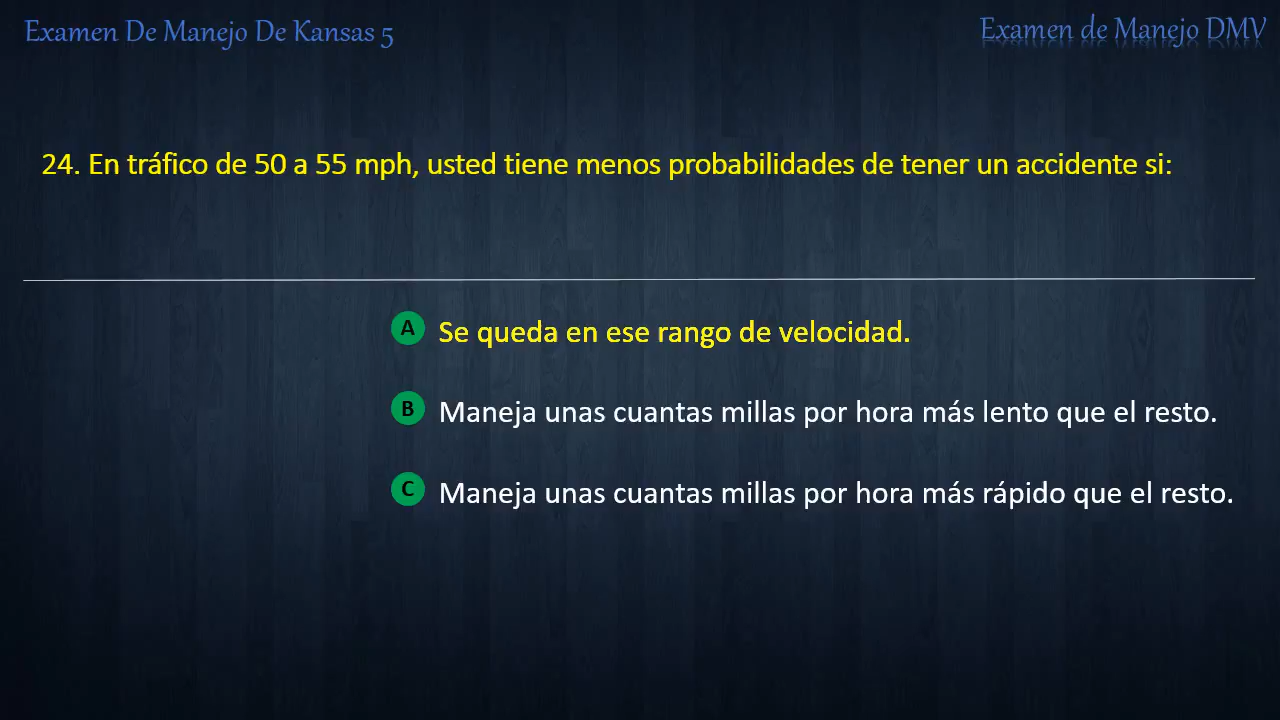 Examen De Manejo De Kansas 5
Examen de Manejo DMV
24. En tráfico de 50 a 55 mph, usted tiene menos probabilidades de tener un accidente si:
A Se queda en ese rango de velocidad.
B Maneja unas cuantas millas por hora más lento que el resto.
C Maneja unas cuantas millas por hora más rápido que el resto.